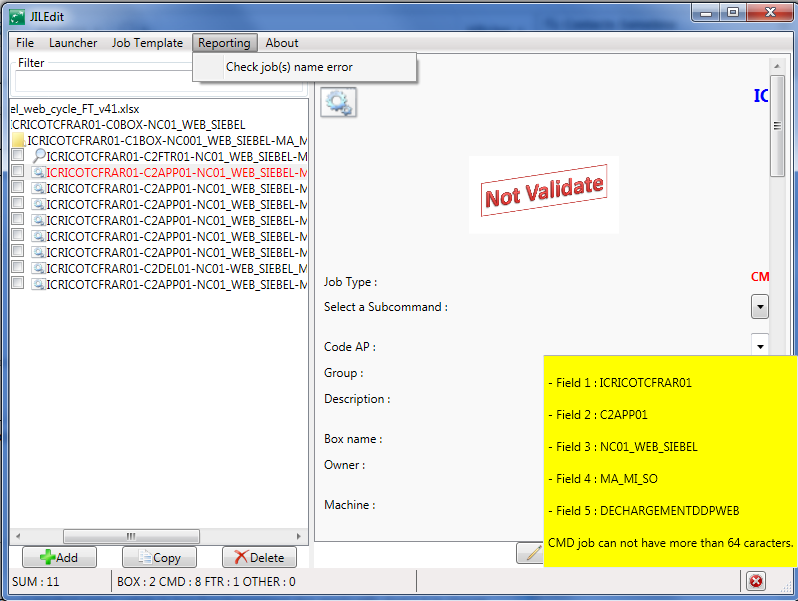 JILEdit
File Launcher Job Template Reporting About
Check job(s) name error
Filter
el_web_cycle_FT_v41.xlsx
ICRICOTCFRAR01-C0BOX-NC01_WEB_SIEBEL
ICRICOTCFRAR01-C1BOX-NC001_WEB_SIEBEL-MA_M
ICRICOTCFRAR01-C2FTR01-NC01_WEB_SIEBEL-M
ICRICOTCFRAR01-C2APP01-NC01_WEB_SIEBEL-M
ICRICOTCFRAR01-C2APP01-NC01_WEB_SIEBEL-M
ICRICOTCFRAR01-C2APP01-NC01_WEB_SIEBEL-M
ICRICOTCFRAR01-C2APP01-NC01_WEB_SIEBEL-M
ICRICOTCFRAR01-C2APP01-NC01_WEB_SIEBEL-M
ICRICOTCFRAR01-C2APP01-NC01_WEB_SIEBEL-M
ICRICOTCFRAR01-C2DEL01-NC01-WEB_SIEBEL_M
ICRICOTCFRAR01-C2APP01-NC01_WEB_SIEBEL-M
Add Copy Delete
IC
Not Validate
Job Type : CM
Select a Subcommand :
Code AP :
Group :
Description :
Box name :
Owner :
Machine :
- Field 1 : ICRICOTCFRAR01
- Field 2 : C2APP01
- Field 3 : NC01_WEB_SIEBEL
- Field 4 : MA_MI_SO
- Field 5 : DECHARGEMENTDDPWEB
CMD job can not have more than 64 caracters.
SUM : 11 BOX : 2 CMD : 8 FTR : 1 OTHER : 0